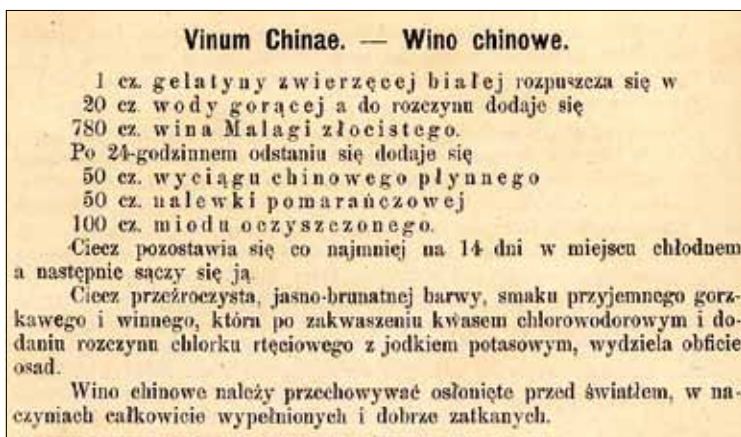 Vinum Chinae. — Wino chinowe.
1 cz. gelatyny zwierzęcej białej rozpuszcza się w
20 cz. wody gorącej a do rozczynu dodaje się
780 cz. wina Malagi złocistego.
Po 24-godzinnem odstaniu się dodaje się
50 cz. wyciągu chinowego płynnego
50 cz. nalewki pomarańczowej
100 cz. miodu oczyszczonego.
Ciecz pozostawia się co najmniej na 14 dni w miejscu chłodnem
a następnie sączy się ją.
Ciecz przeźroczysta, jasno-brunatnej barwy, smaku przyjemnego gorz-
kawego i winnego, która po zakwaszeniu kwasem chlorowodorowym i do-
daniu rozczynu chlorku rtęciowego z jodkiem potasowym, wydziela obficie
osad.
Wino chinowe należy przechowywać osłonięte przed światłem, w na-
czyniach całkowicie wypełnionych i dobrze zatkanych.